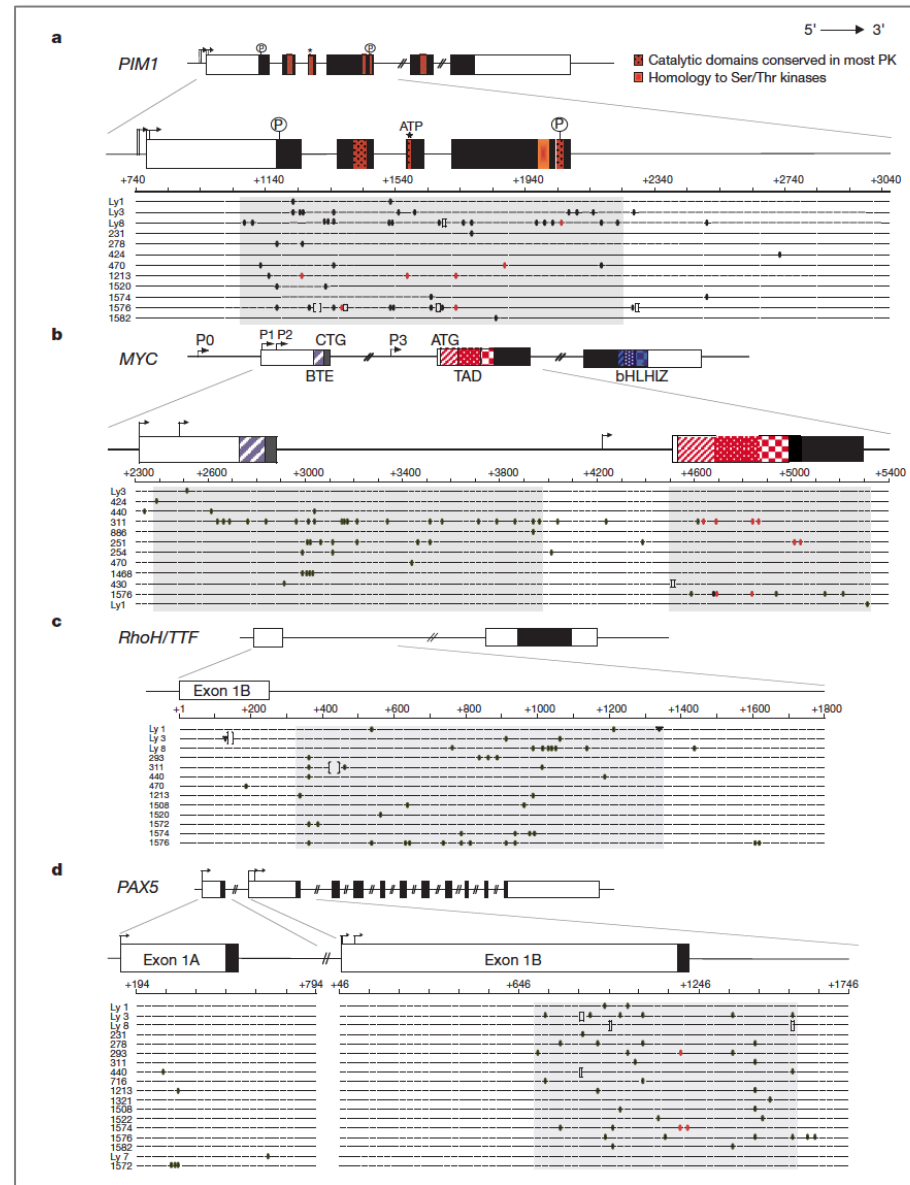 a
5' 3'
PIM1
P P
*
Catalytic domains conserved in most PK
Homology to Ser/Thr kinases
P ATP P
+740 +1140 +1540 +1940 +2340 +2740 +3040
Ly1
Ly3
Ly8
231
278
424
470
1213
1520
1574
1576
1582
b
MYC
P0 P1 P2 CTG P3 ATG
BTE TAD bHLHLZ
+2300 +2600 +3000 +3400 +3800 +4200 +4600 +5000 +5400
Ly3
424
440
311
886
251
254
470
1468
430
1576
Ly1
c
RhoH/TTF
Exon 1B
+1 +200 +400 +600 +800 +1000 +1200 +1400 +1600 +1800
Ly 1
Ly 3
Ly 8
293
311
440
470
1213
1508
1520
1572
1574
1576
d
PAX5
Exon 1A Exon 1B
+194 +794 +46 +646 +1246 +1746
Ly 1
Ly 3
Ly 8
231
278
293
311
440
716
1213
1321
1508
1522
1574
1576
1582
Ly 7
1572